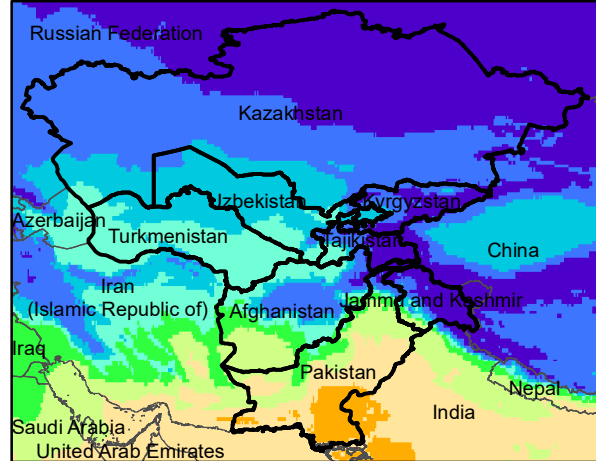 Russian Federation
Kazakhstan
Uzbekistan
Kyrgyzstan
Azerbaijan
Turkmenistan
Tajikistan
China
Iran
(Islamic Republic of)
Afghanistan
Jammu and Kashmir
Iraq
Pakistan
Nepal
India
Saudi Arabia
United Arab Emirates